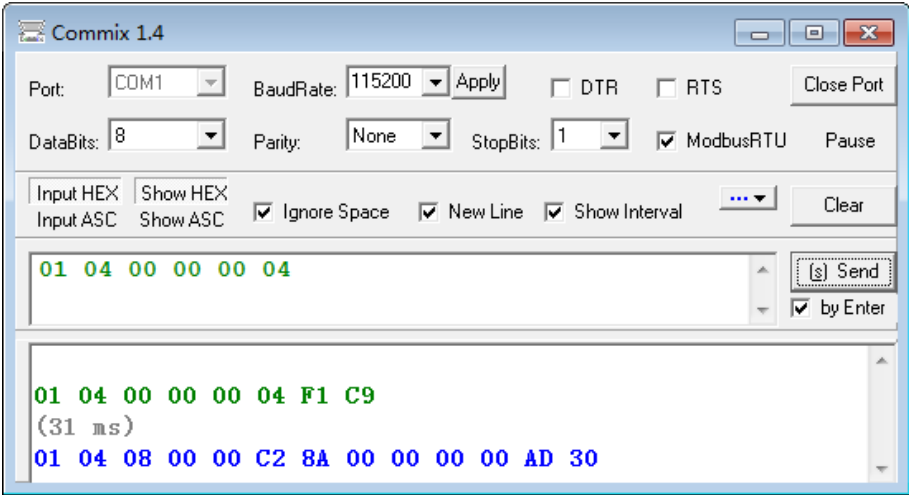 Commix 1.4
Port: COM1 BaudRate: 115200 Apply DTR RTS Close Port
DataBits: 8 Parity: None StopBits: 1 ModbusRTU Pause
Input HEX Show HEX
Input ASC Show ASC Ignore Space New Line Show Interval ... Clear
01 04 00 00 00 04 (s) Send
by Enter
01 04 00 00 00 04 F1 C9
(31 ms)
01 04 08 00 00 C2 8A 00 00 00 00 AD 30